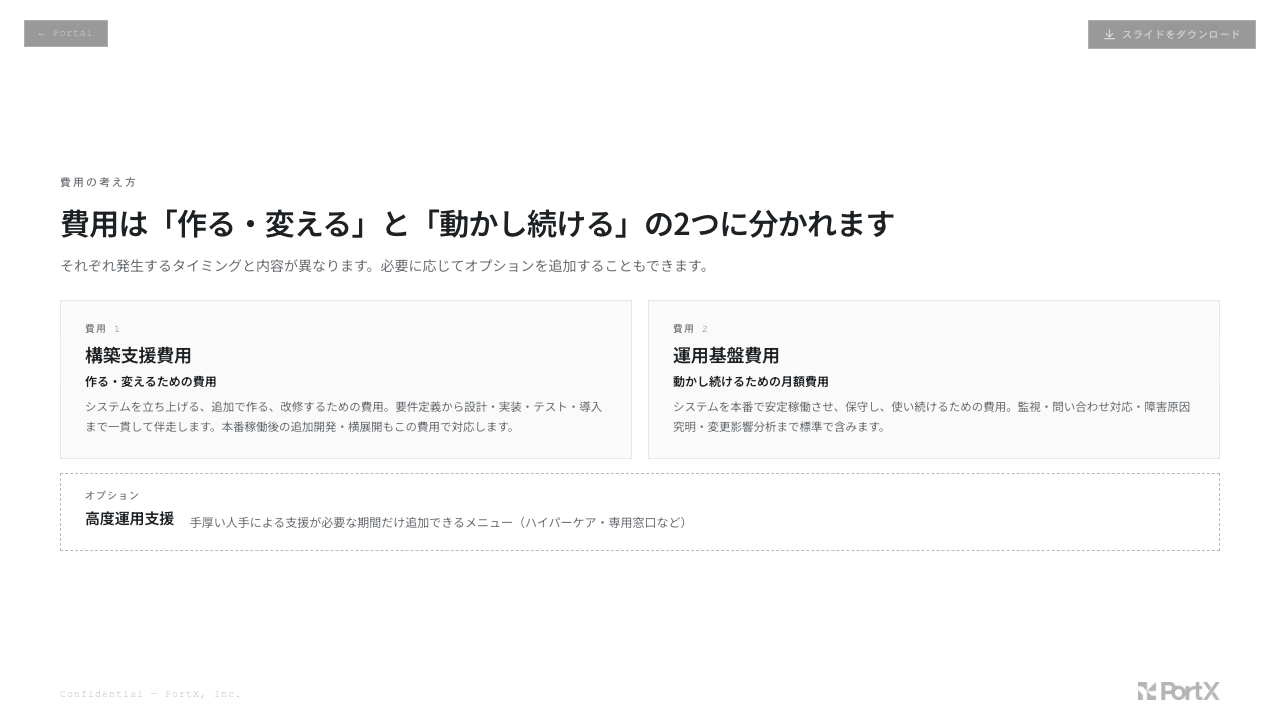 ← Portal
スライドをダウンロード
費用の考え方
費用は「作る・変える」と「動かし続ける」の2つに分かれます
それぞれ発生するタイミングと内容が異なります。必要に応じてオプションを追加することもできます。
費用 1
構築支援費用
作る・変えるための費用
システムを立ち上げる、追加で作る、改修するための費用。要件定義から設計・実装・テスト・導入
まで一貫して伴走します。本番稼働後の追加開発・横展開もこの費用で対応します。
費用 2
運用基盤費用
動かし続けるための月額費用
システムを本番で安定稼働させ、保守し、使い続けるための費用。監視・問い合わせ対応・障害原因
究明・変更影響分析まで標準で含みます。
オプション
高度運用支援 手厚い人手による支援が必要な期間だけ追加できるメニュー（ハイパーケア・専用窓口など）
Confidential — PortX, Inc.
PortX